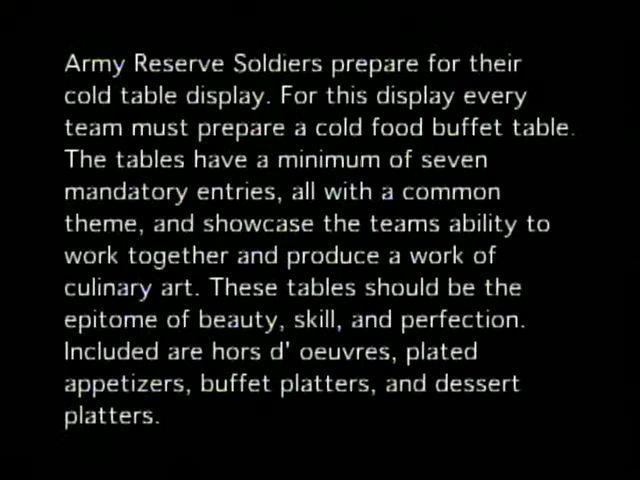 Army Reserve Soldiers prepare for their
cold table display. For this display every
team must prepare a cold food buffet table.
The tables have a minimum of seven
mandatory entries, all with a common
theme, and showcase the teams ability to
work together and produce a work of
culinary art. These tables should be the
epitome of beauty, skill, and perfection.
Included are hors d' oeuvres, plated
appetizers, buffet platters, and dessert
platters.